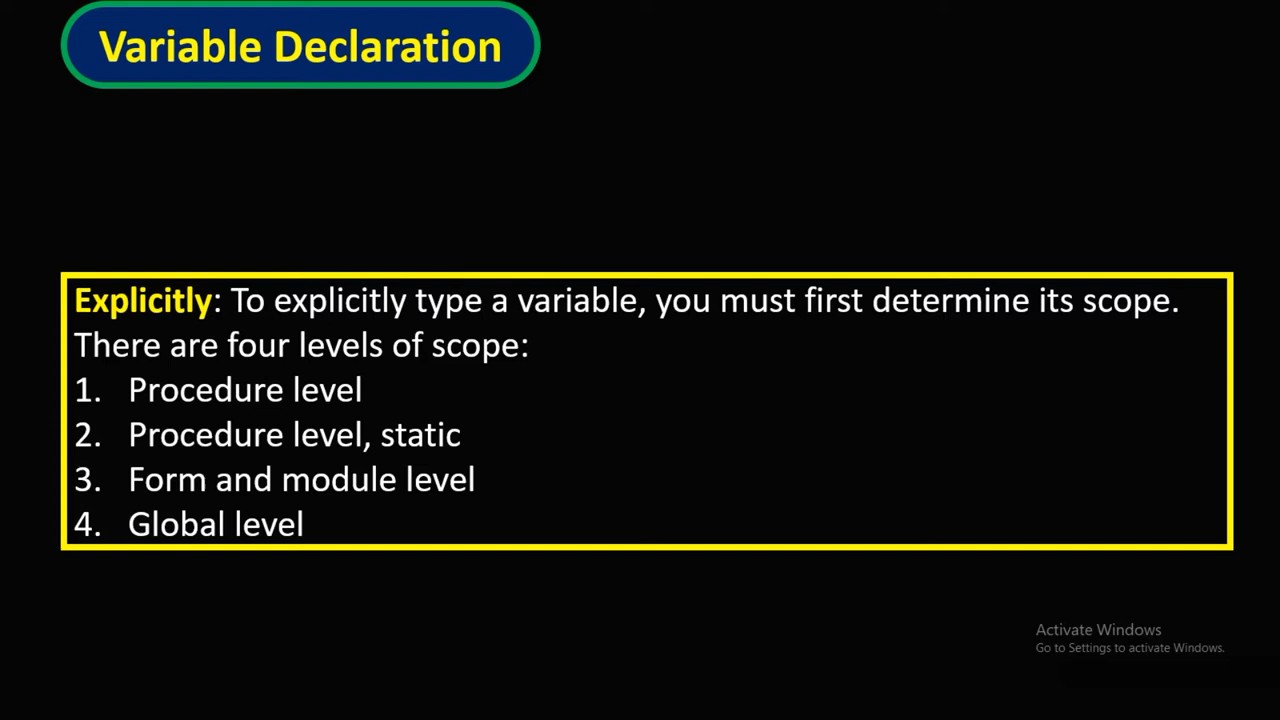 Variable Declaration
Explicitly: To explicitly type a variable, you must first determine its scope.
There are four levels of scope:
1. Procedure level
2. Procedure level, static
3. Form and module level
4. Global level
Activate Windows
Go to Settings to activate Windows.